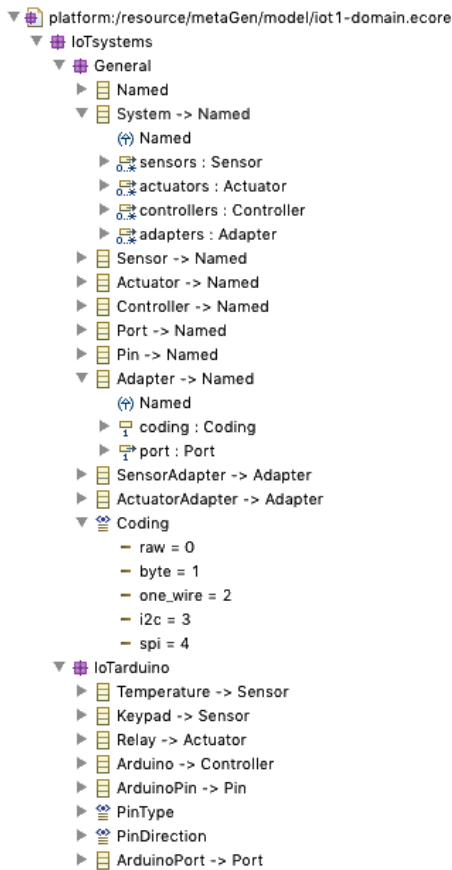 platform:/resource/metaGen/model/iot1-domain.ecore
IoTsystems
General
Named
System -> Named
Named
sensors : Sensor
actuators : Actuator
controllers : Controller
adapters : Adapter
Sensor -> Named
Actuator -> Named
Controller -> Named
Port -> Named
Pin -> Named
Adapter -> Named
Named
coding : Coding
port : Port
SensorAdapter -> Adapter
ActuatorAdapter -> Adapter
Coding
raw = 0
byte = 1
one_wire = 2
i2c = 3
spi = 4
IoTarduino
Temperature -> Sensor
Keypad -> Sensor
Relay -> Actuator
Arduino -> Controller
ArduinoPin -> Pin
PinType
PinDirection
ArduinoPort -> Port